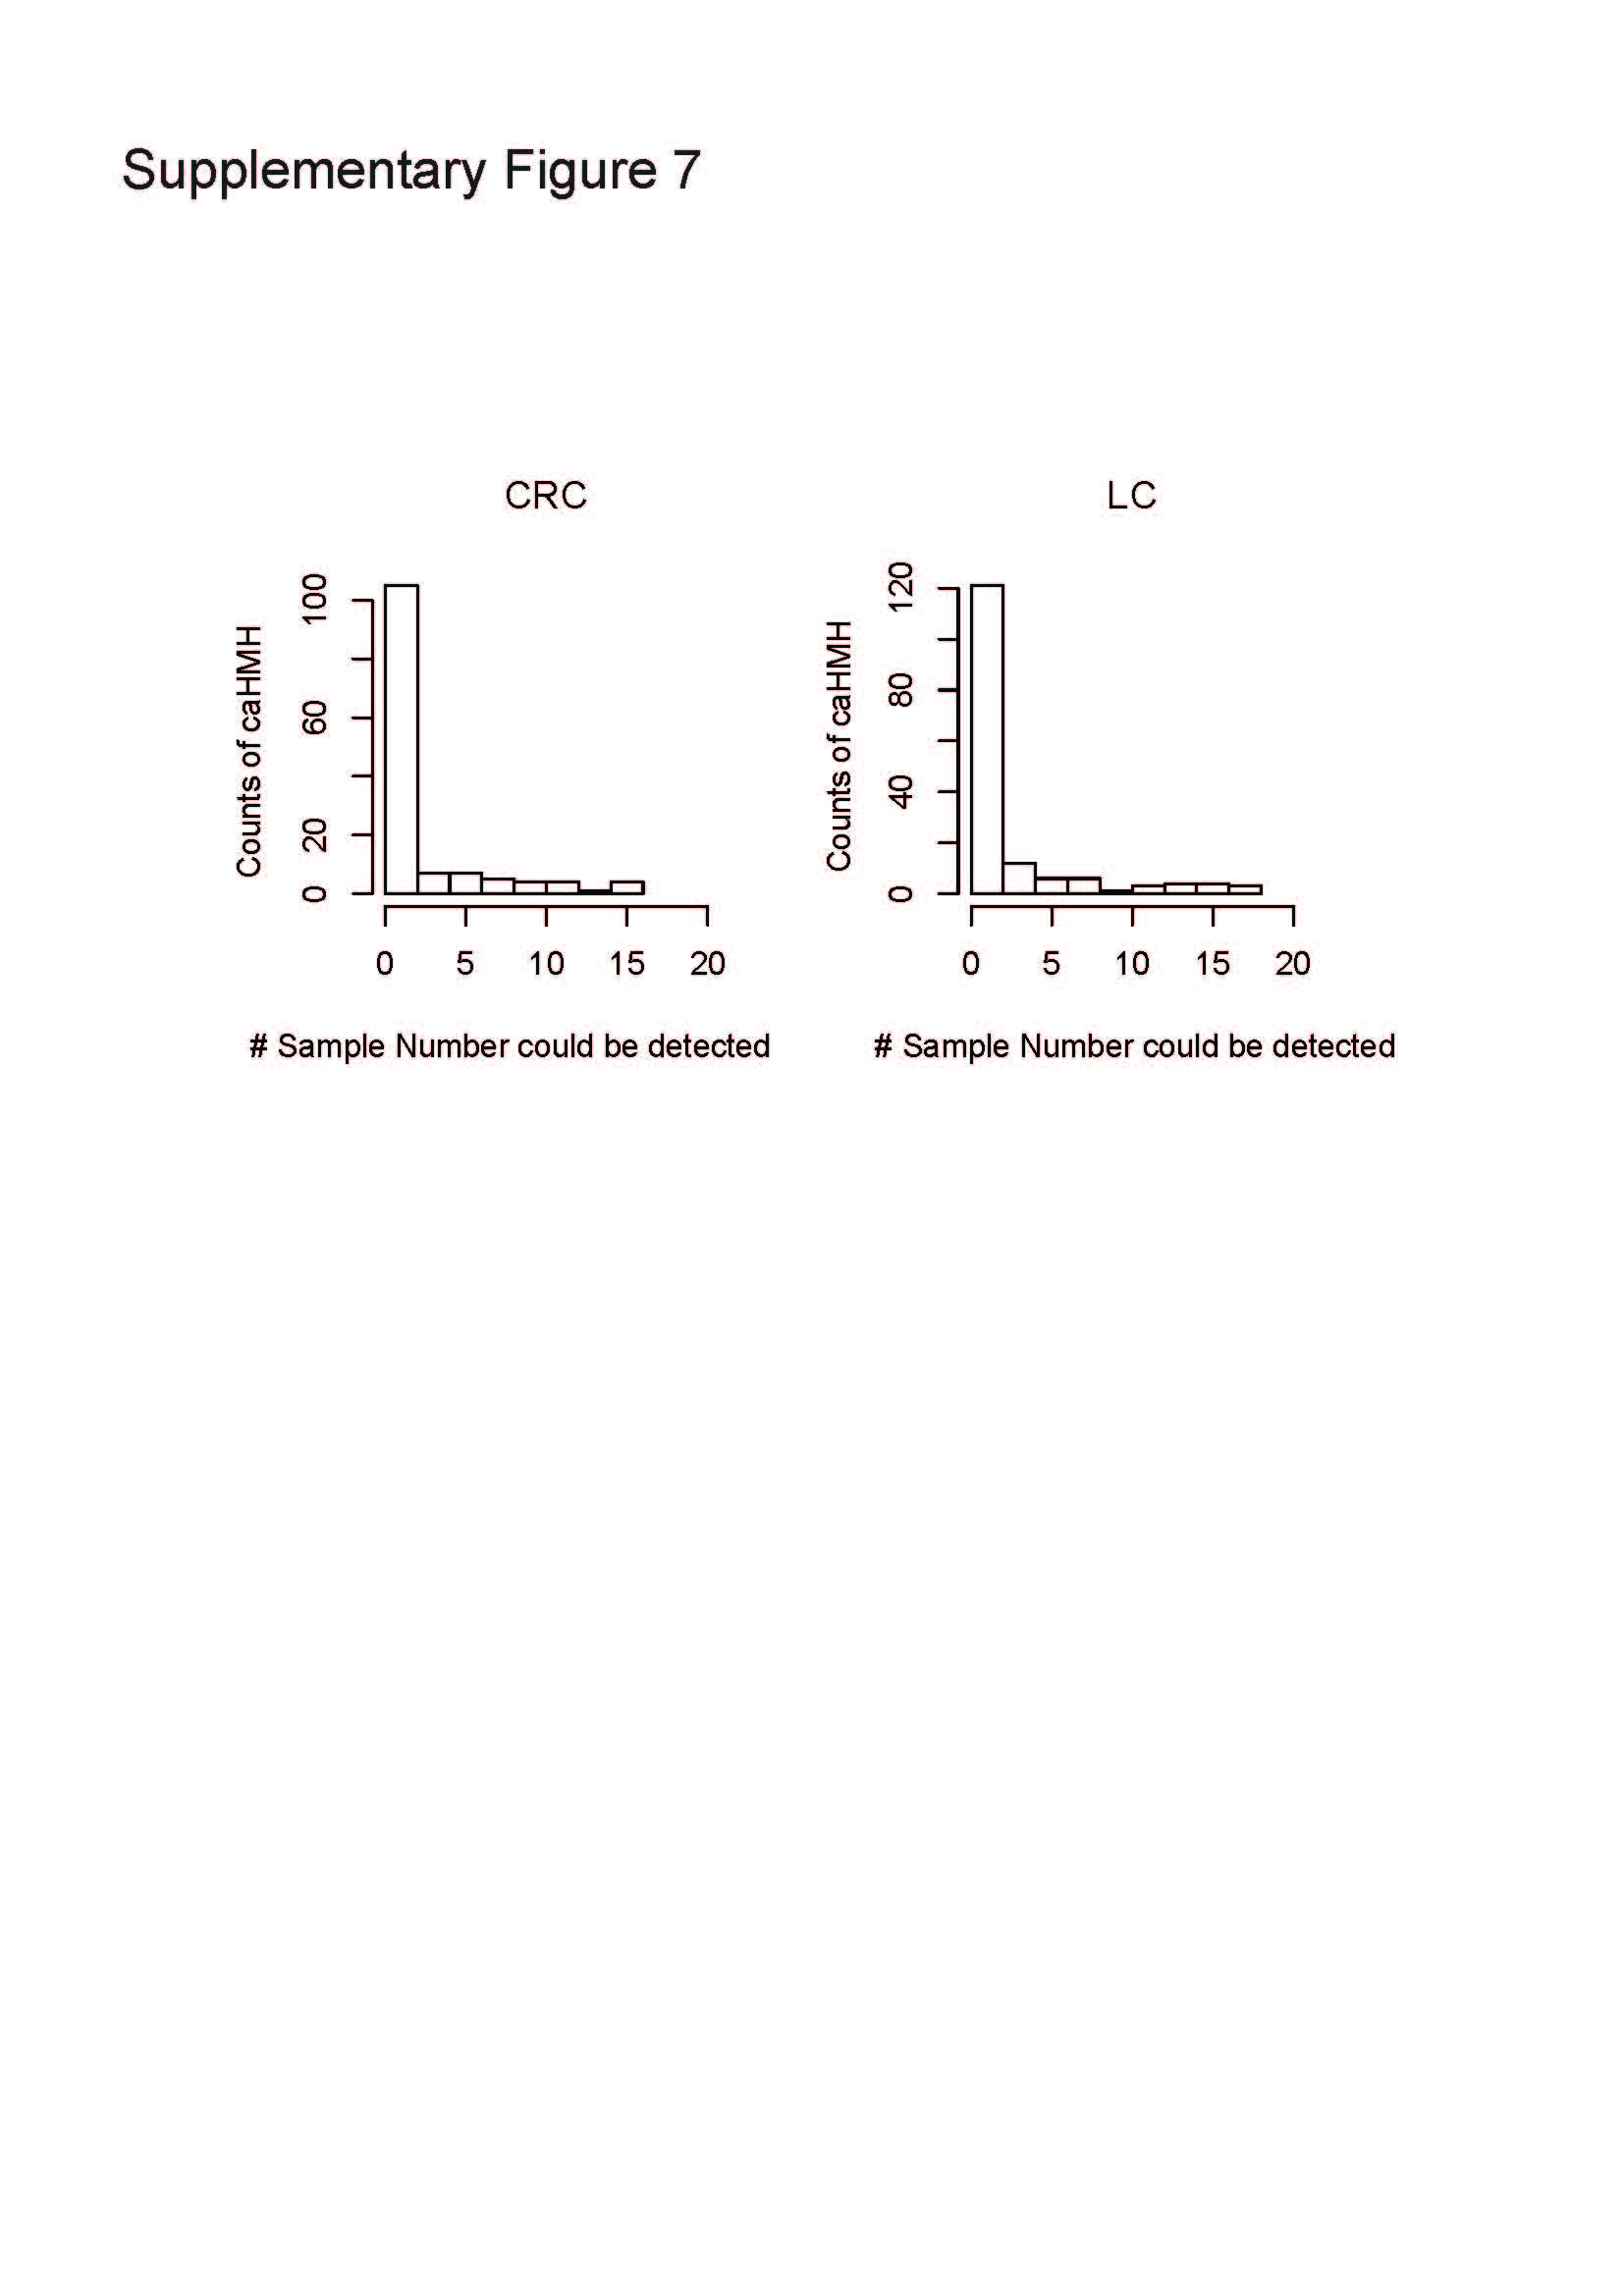 Supplementary Figure 7
CRC
Counts of caHMH
0 20 60 100
0 5 10 15 20
# Sample Number could be detected
LC
Counts of caHMH
0 40 80 120
0 5 10 15 20
# Sample Number could be detected